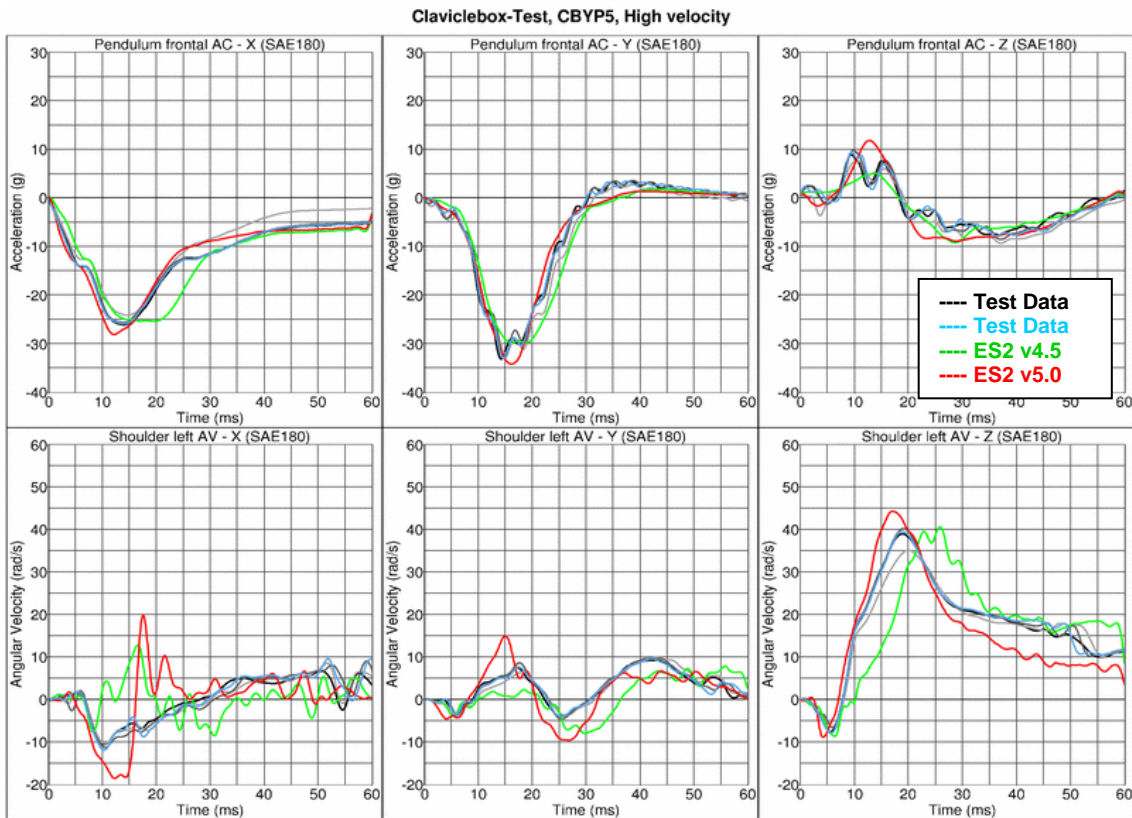 Claviclebox-Test, CBYP5, High velocity
Pendulum frontal AC - X (SAE180)
Acceleration (g)
30
20
10
0
-10
-20
-30
-40
0 10 20 30 40 50 60
Time (ms)
Pendulum frontal AC - Y (SAE180)
Acceleration (g)
30
20
10
0
-10
-20
-30
-40
0 10 20 30 40 50 60
Time (ms)
Pendulum frontal AC - Z (SAE180)
Acceleration (g)
30
20
10
0
-10
-20
-30
-40
0 10 20 30 40 50 60
Time (ms)
---- Test Data
---- Test Data
---- ES2 v4.5
---- ES2 v5.0
Shoulder left AV - X (SAE180)
Angular Velocity (rad/s)
60
50
40
30
20
10
0
-10
-20
0 10 20 30 40 50 60
Time (ms)
Shoulder left AV - Y (SAE180)
Angular Velocity (rad/s)
60
50
40
30
20
10
0
-10
-20
0 10 20 30 40 50 60
Time (ms)
Shoulder left AV - Z (SAE180)
Angular Velocity (rad/s)
60
50
40
30
20
10
0
-10
-20
0 10 20 30 40 50 60
Time (ms)